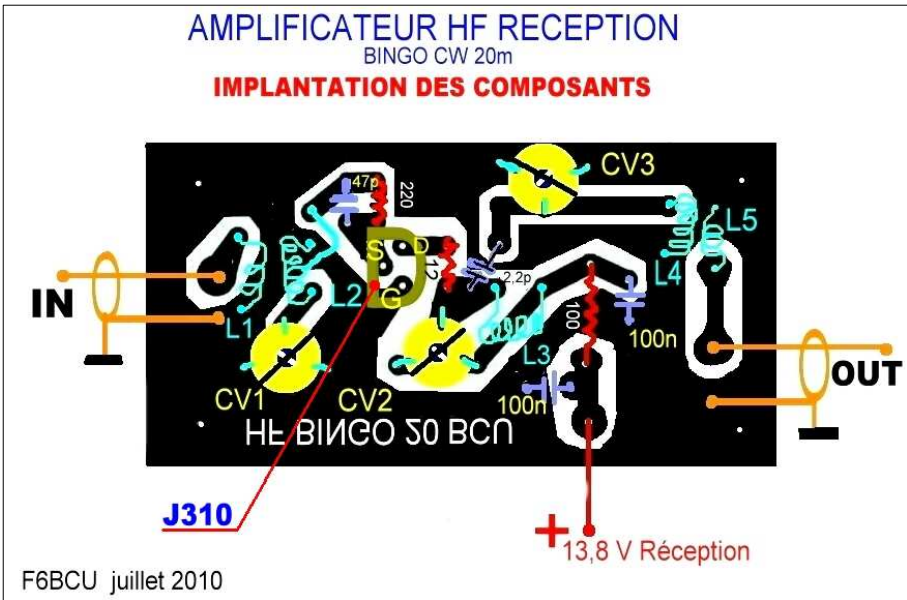 AMPLIFICATEUR HF RECEPTION
BINGO CW 20m
IMPLANTATION DES COMPOSANTS
CV3
47p
220
S
D
L5
12
2,2p
L4
IN
L2
G
L1
100
100n
L3
OUT
CV1
CV2
100n
HF BINGO 20 BCU
J310
+ 13,8 V Réception
F6BCU juillet 2010